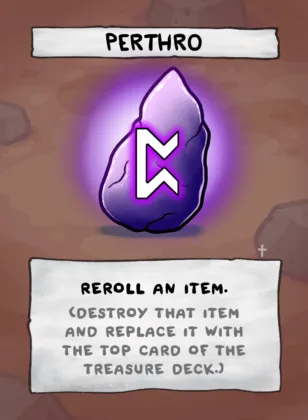 PERTHRO
ᛈ
REROLL AN ITEM.
(DESTROY THAT ITEM
AND REPLACE IT WITH
THE TOP CARD OF THE
TREASURE DECK.)